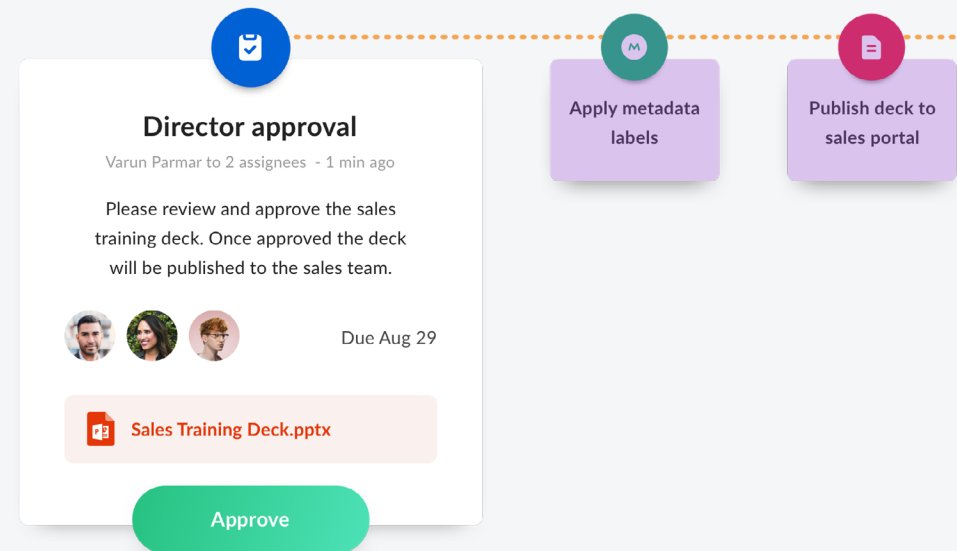 Director approval
Varun Parmar to 2 assignees - 1 min ago
Please review and approve the sales
training deck. Once approved the deck
will be published to the sales team.
Due Aug 29
Sales Training Deck.pptx
Approve
Apply metadata
labels
Publish deck to
sales portal